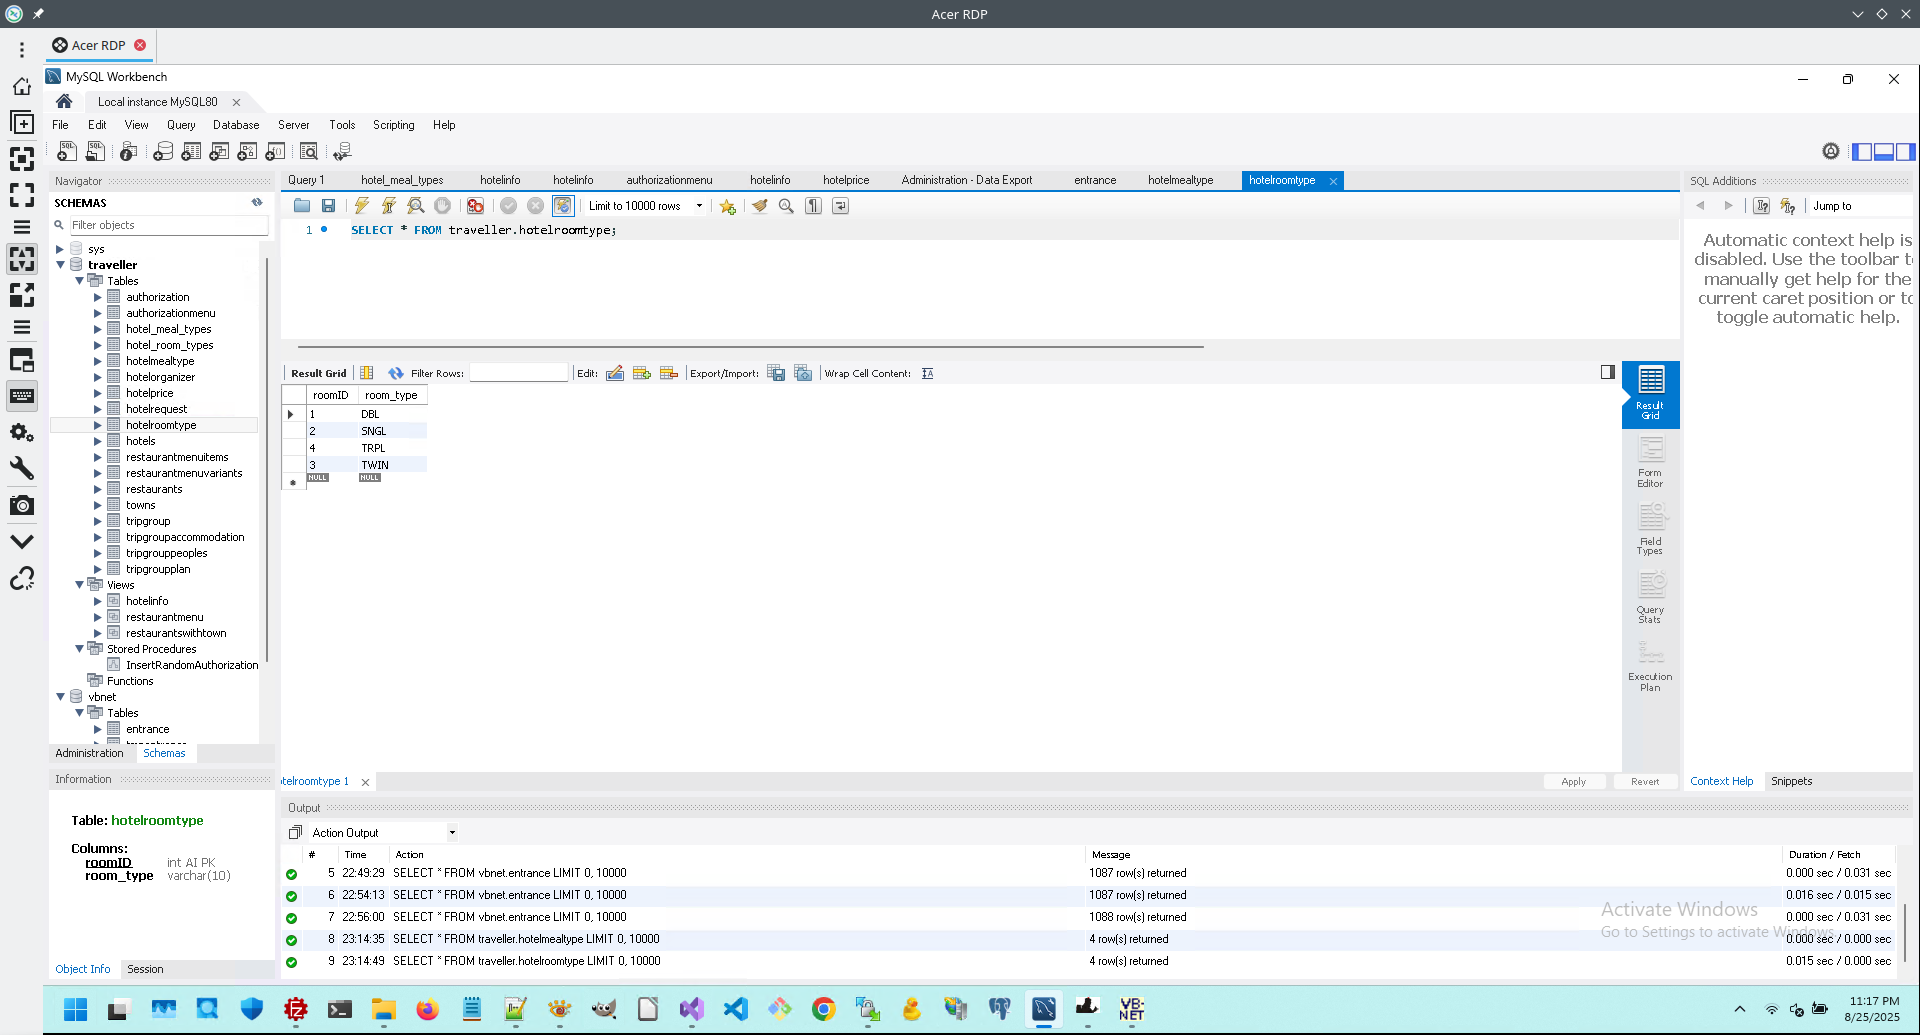 Acer RDP
Acer RDP
MySQL Workbench
Local instance MySQL80
File Edit View Query Database Server Tools Scripting Help
Navigator
SCHEMAS
Filter objects
sys
traveller
Tables
authorization
authorizationmenu
hotel_meal_types
hotel_room_types
hotelmealtype
hotelorganizer
hotelprice
hotelrequest
hotelroomtype
hotels
restaurantmenuitems
restaurantmenuvariants
restaurants
towns
tripgroup
tripgroupaccommodation
tripgrouppeoples
tripgroupplan
Views
hotelinfo
restaurantmenu
restaurantswithtown
Stored Procedures
InsertRandomAuthorization
Functions
vbnet
Tables
entrance
Administration Schemas
Information
Table: hotelroomtype
Columns:
roomID int AI PK
room_type varchar(10)
Object Info Session
Query 1 hotel_meal_types hotelinfo hotelinfo authorizationmenu hotelinfo hotelprice Administration - Data Export entrance hotelmealtype hotelroomtype
Limit to 10000 rows
1 SELECT * FROM traveller.hotelroomtype;
Result Grid Filter Rows: Edit: Export/Import: Wrap Cell Content:
roomID room_type
1 DBL
2 SNGL
4 TRPL
3 TWIN
NULL NULL
Result Grid
Form Editor
Field Types
Query Stats
Execution Plan
telroomtype 1
Apply Revert
SQL Additions
Jump to
Automatic context help is
disabled. Use the toolbar t
manually get help for the
current caret position or to
toggle automatic help.
Context Help Snippets
Output
Action Output
# Time Action Message Duration / Fetch
5 22:49:29 SELECT * FROM vbnet.entrance LIMIT 0, 10000 1087 row(s) returned 0.000 sec / 0.031 sec
6 22:54:13 SELECT * FROM vbnet.entrance LIMIT 0, 10000 1087 row(s) returned 0.016 sec / 0.015 sec
7 22:56:00 SELECT * FROM vbnet.entrance LIMIT 0, 10000 1088 row(s) returned 0.000 sec / 0.031 sec
8 23:14:35 SELECT * FROM traveller.hotelmealtype LIMIT 0, 10000 4 row(s) returned 0.000 sec / 0.000 sec
9 23:14:49 SELECT * FROM traveller.hotelroomtype LIMIT 0, 10000 4 row(s) returned 0.015 sec / 0.000 sec
Activate Windows
Go to Settings to activate Windows.
VB-NET
11:17 PM
8/25/2025